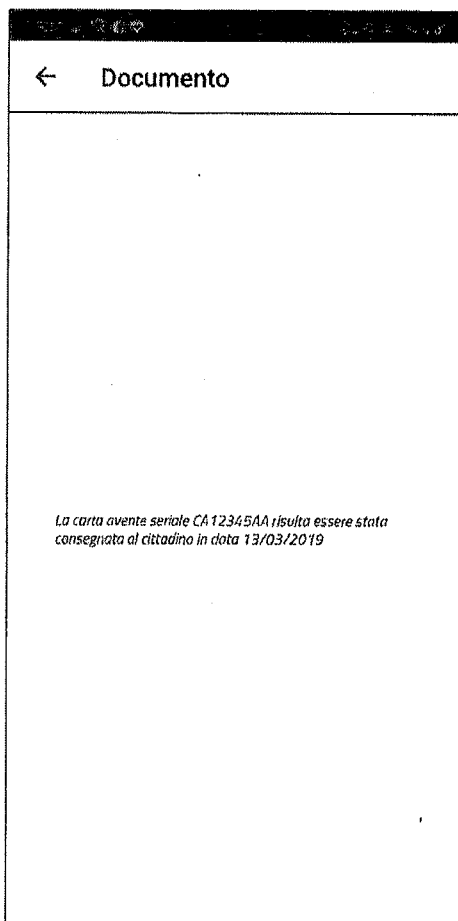 ← Documento
La carta avente seriale CA12345AA risulta essere stata
consegnata al cittadino in data 13/03/2019